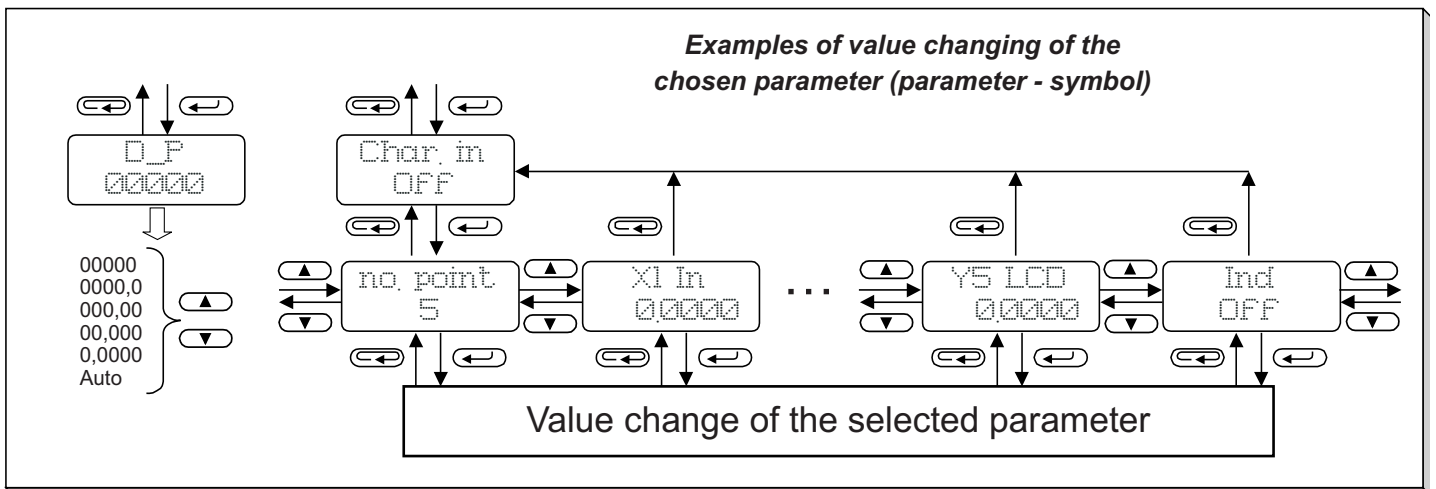 Examples of value changing of the
chosen parameter (parameter - symbol)
D_P
00000
00000
0000,0
000,00
00,000
0,0000
Auto
Char. in
Off
no. point
5
X1 In
0.0000
...
Y5 LCD
0.0000
Ind
Off
Value change of the selected parameter